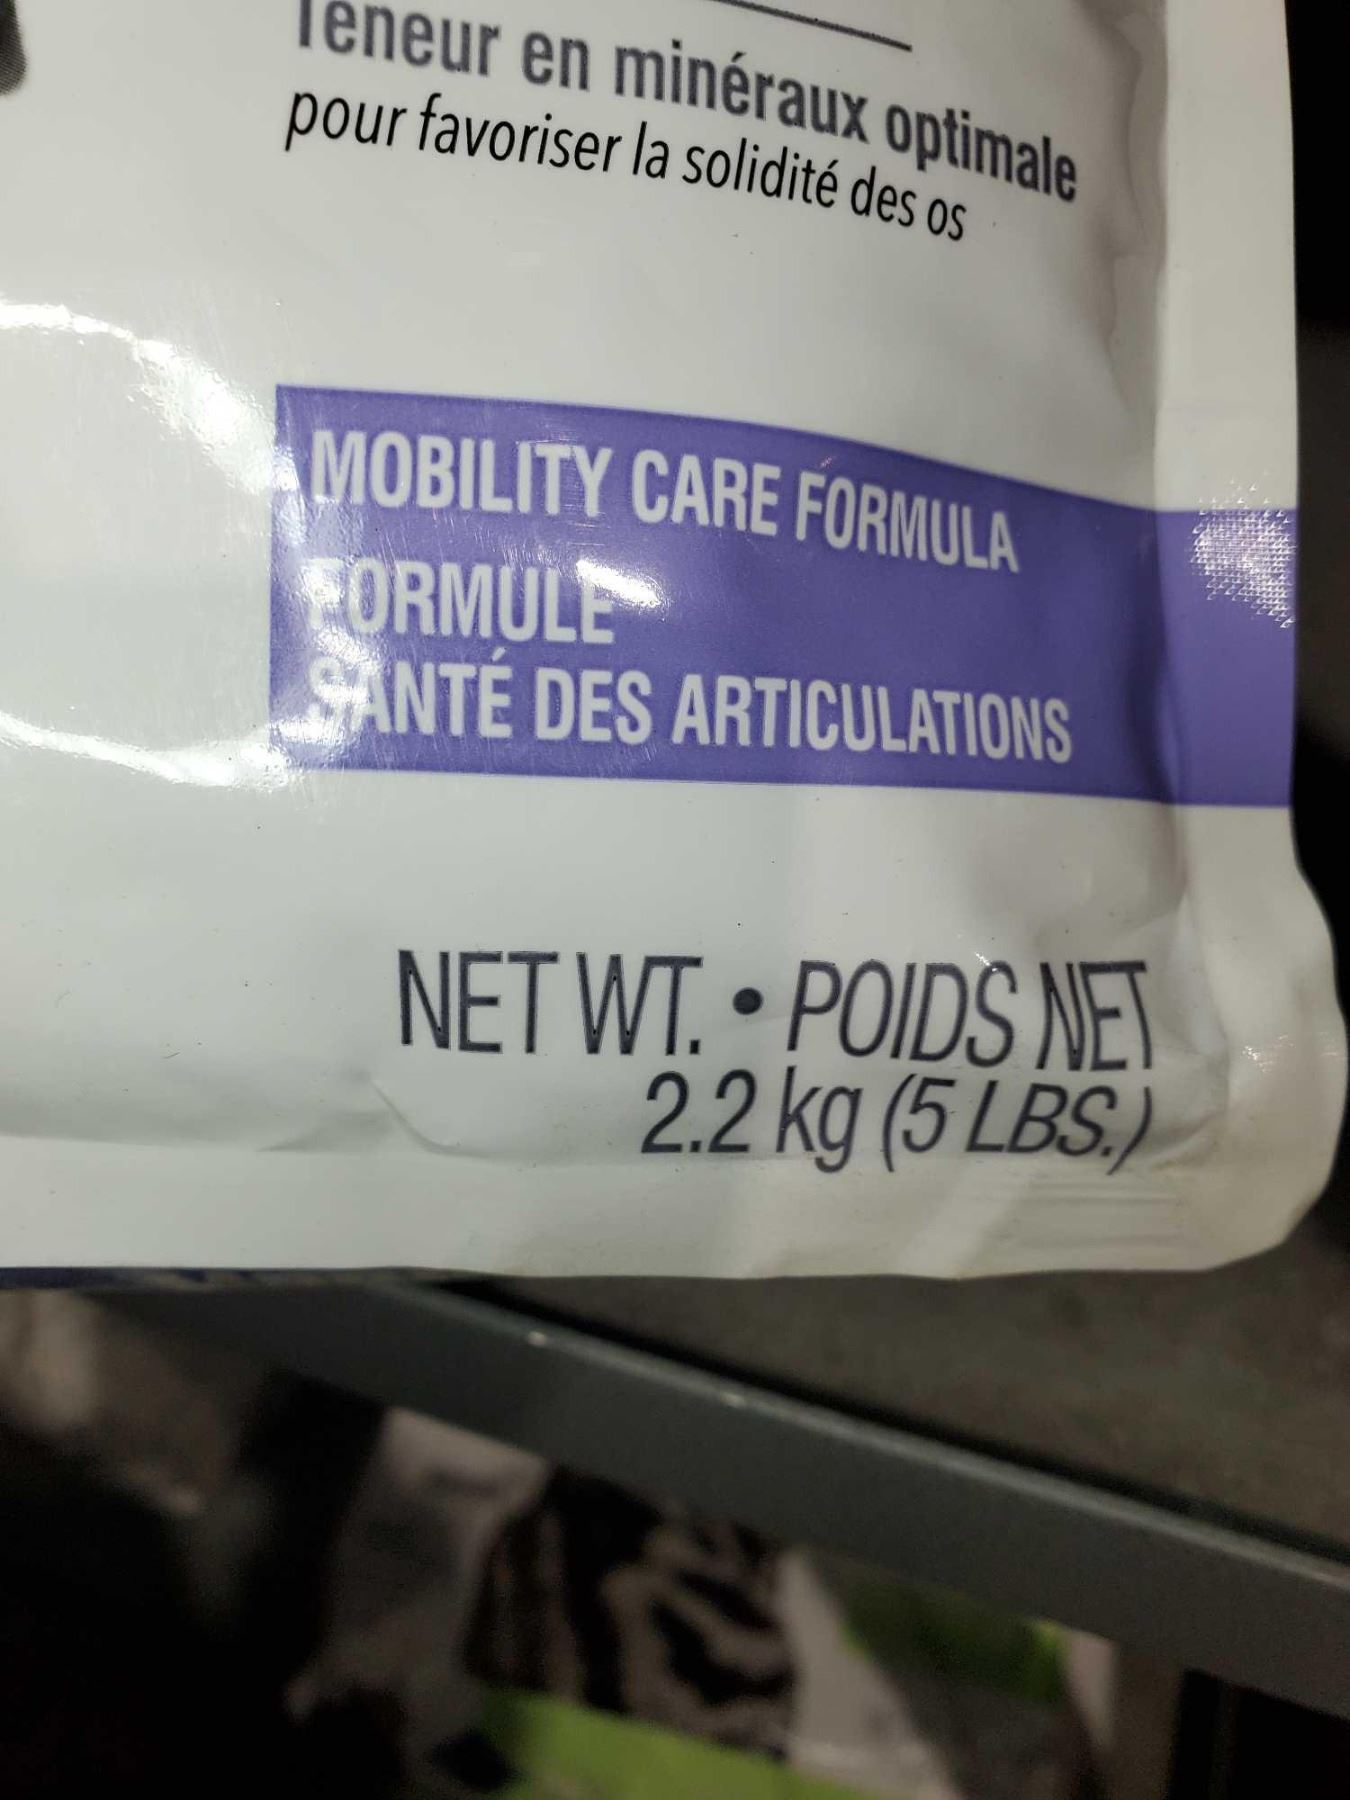 Teneur en minéraux optimale
pour favoriser la solidité des os
MOBILITY CARE FORMULA
FORMULE
SANTÉ DES ARTICULATIONS
NET WT. • POIDS NET
2.2 kg (5 LBS.)